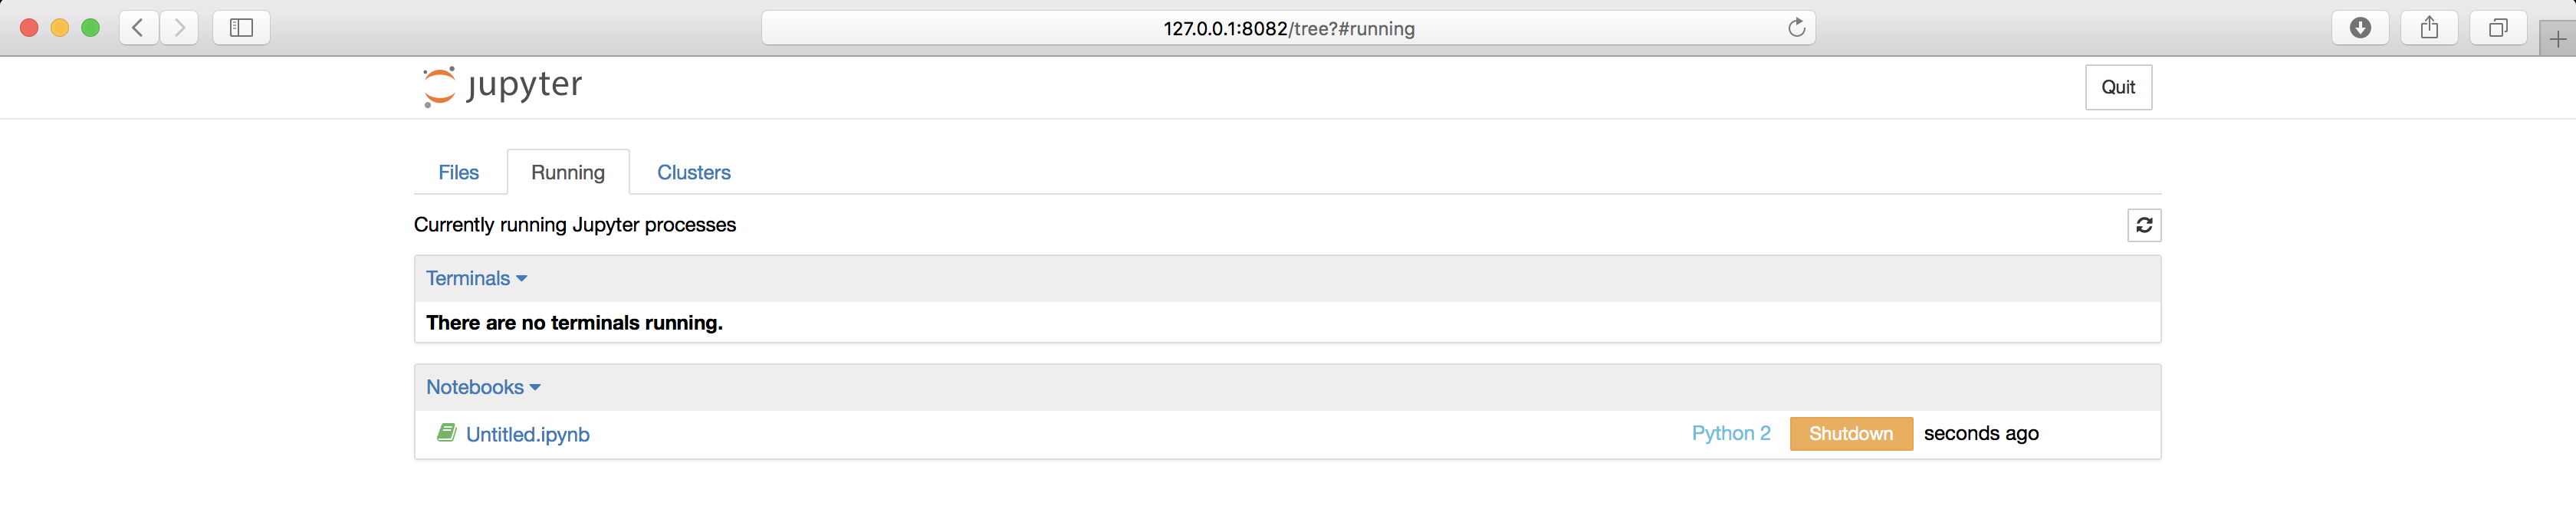 127.0.0.1:8082/tree?#running
jupyter
Quit
Files Running Clusters
Currently running Jupyter processes
Terminals
There are no terminals running.
Notebooks
Untitled.ipynb Python 2 Shutdown seconds ago